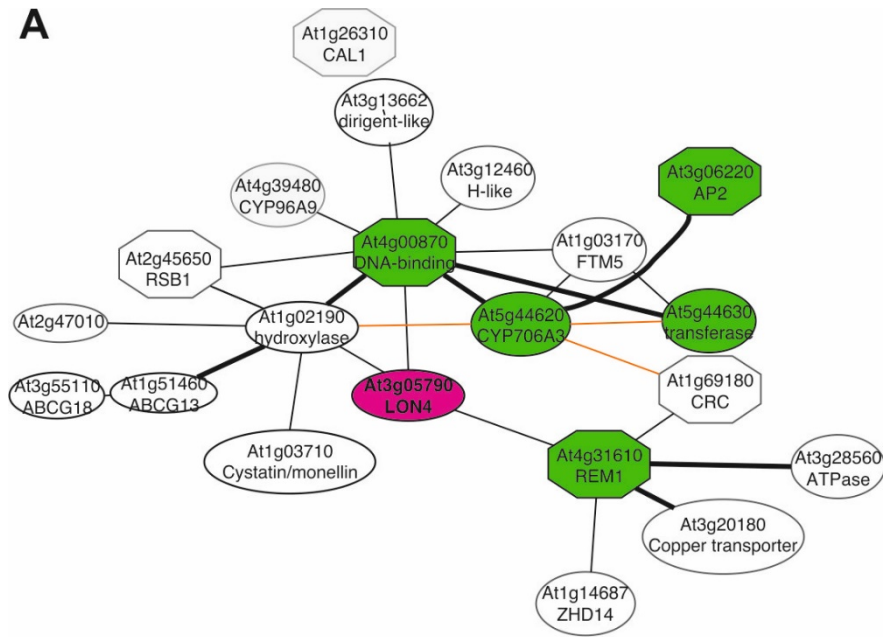 A
At1g26310
CAL1
At3g13662
dirigent-like
At3g12460
H-like
At3g06220
AP2
At4g39480
CYP96A9
At4g00870
DNA-binding
At1g03170
FTM5
At2g45650
RSB1
At2g47010
At1g02190
hydroxylase
At5g44620
CYP706A3
At5g44630
transferase
At3g55110
ABCG18
At1g51460
ABCG13
At3g05790
LON4
At1g69180
CRC
At1g03710
Cystatin/monellin
At4g31610
REM1
At3g28560
ATPase
At3g20180
Copper transporter
At1g14687
ZHD14